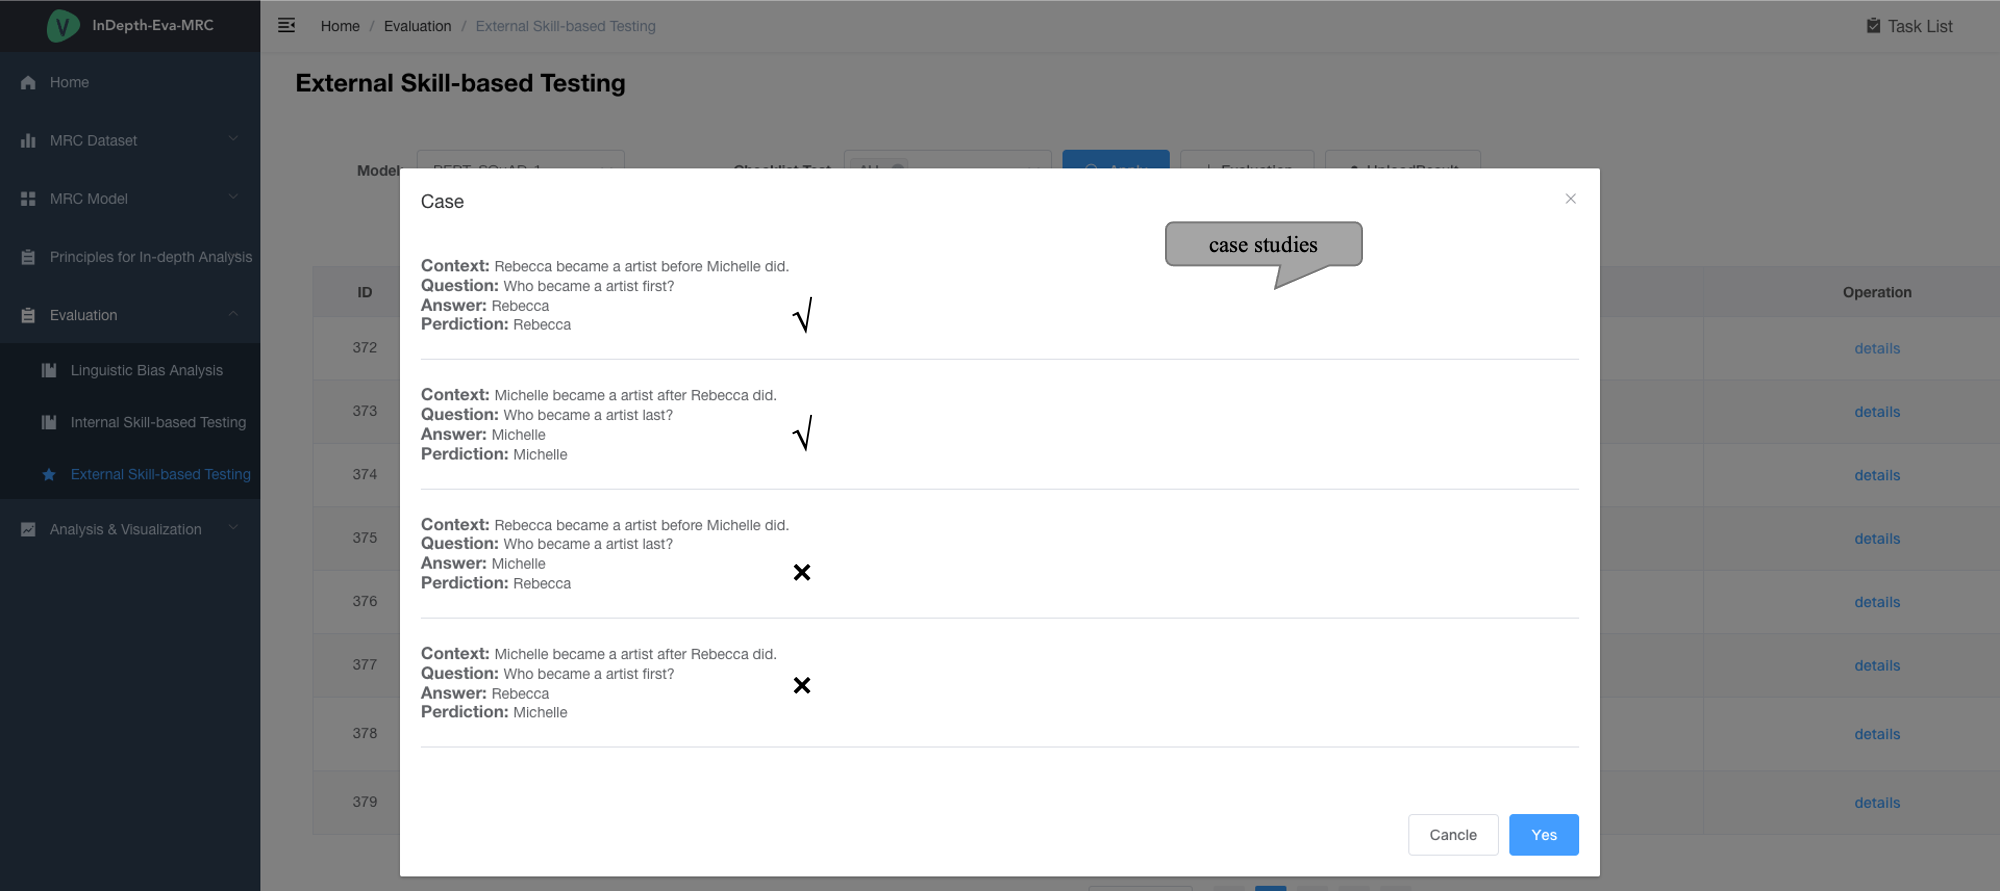 InDepth-Eva-MRC
Home / Evaluation / External Skill-based Testing
Task List
Home
MRC Dataset
MRC Model
Principles for In-depth Analysis
Evaluation
Linguistic Bias Analysis
Internal Skill-based Testing
External Skill-based Testing
Analysis & Visualization
External Skill-based Testing
Model
Case
case studies
Context: Rebecca became a artist before Michelle did.
Question: Who became a artist first?
Answer: Rebecca
Perdiction: Rebecca
√
Context: Michelle became a artist after Rebecca did.
Question: Who became a artist last?
Answer: Michelle
Perdiction: Michelle
√
Context: Rebecca became a artist before Michelle did.
Question: Who became a artist last?
Answer: Michelle
Perdiction: Rebecca
Context: Michelle became a artist after Rebecca did.
Question: Who became a artist first?
Answer: Rebecca
Perdiction: Michelle
Cancle
Yes
ID
Operation
372
details
373
details
374
details
375
details
376
details
377
details
378
details
379
details